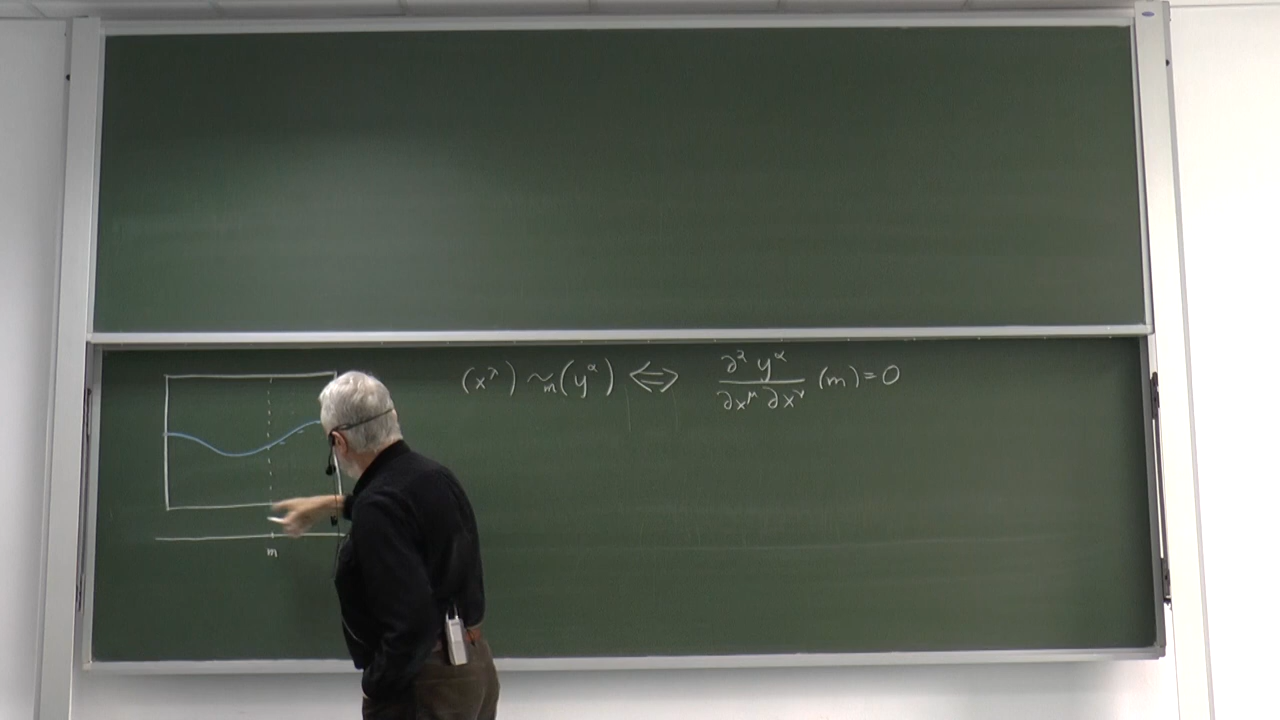 (x^λ) ~_m (y^α) ⇔ ∂²y^α / ∂x^μ ∂x^ν (m) = 0
m